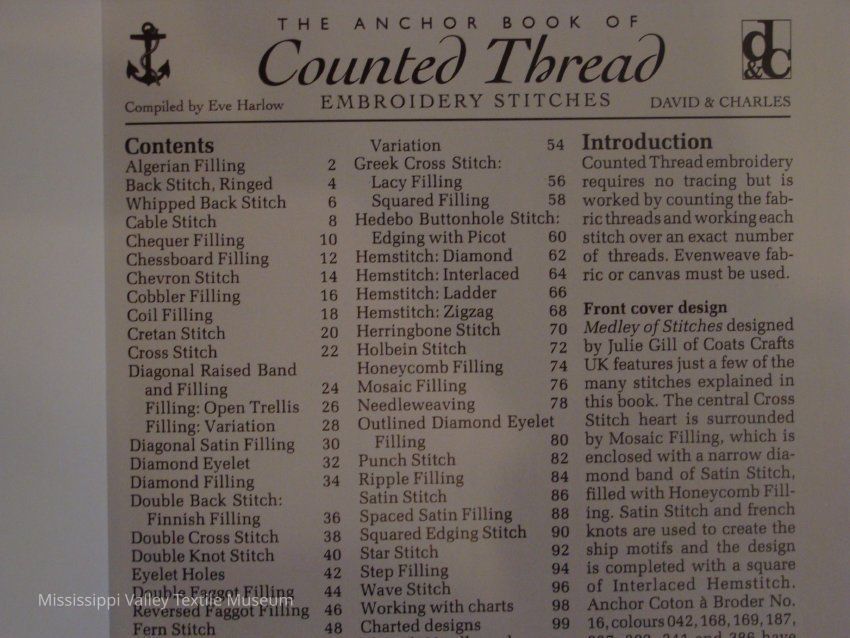 THE ANCHOR BOOK OF
Counted Thread
EMBROIDERY STITCHES
Compiled by Eve Harlow
DAVID & CHARLES
d&c
Contents
Algerian Filling 2
Back Stitch, Ringed 4
Whipped Back Stitch 6
Cable Stitch 8
Chequer Filling 10
Chessboard Filling 12
Chevron Stitch 14
Cobbler Filling 16
Coil Filling 18
Cretan Stitch 20
Cross Stitch 22
Diagonal Raised Band
and Filling 24
Filling: Open Trellis 26
Filling: Variation 28
Diagonal Satin Filling 30
Diamond Eyelet 32
Diamond Filling 34
Double Back Stitch:
Finnish Filling 36
Double Cross Stitch 38
Double Knot Stitch 40
Eyelet Holes 42
Double Faggot Filling 44
Reversed Faggot Filling 46
Fern Stitch 48
Variation 54
Greek Cross Stitch:
Lacy Filling 56
Squared Filling 58
Hedebo Buttonhole Stitch:
Edging with Picot 60
Hemstitch: Diamond 62
Hemstitch: Interlaced 64
Hemstitch: Ladder 66
Hemstitch: Zigzag 68
Herringbone Stitch 70
Holbein Stitch 72
Honeycomb Filling 74
Mosaic Filling 76
Needleweaving 78
Outlined Diamond Eyelet
Filling 80
Punch Stitch 82
Ripple Filling 84
Satin Stitch 86
Spaced Satin Filling 88
Squared Edging Stitch 90
Star Stitch 92
Step Filling 94
Wave Stitch 96
Working with charts 98
Charted designs 99
Introduction
Counted Thread embroidery
requires no tracing but is
worked by counting the fab-
ric threads and working each
stitch over an exact number
of threads. Evenweave fab-
ric or canvas must be used.
Front cover design
Medley of Stitches designed
by Julie Gill of Coats Crafts
UK features just a few of the
many stitches explained in
this book. The central Cross
Stitch heart is surrounded
by Mosaic Filling, which is
enclosed with a narrow dia-
mond band of Satin Stitch,
filled with Honeycomb Fill-
ing. Satin Stitch and french
knots are used to create the
ship motifs and the design
is completed with a square
of Interlaced Hemstitch.
Anchor Coton à Broder No.
16, colours 042, 168, 169, 187,
Mississippi Valley Textile Museum